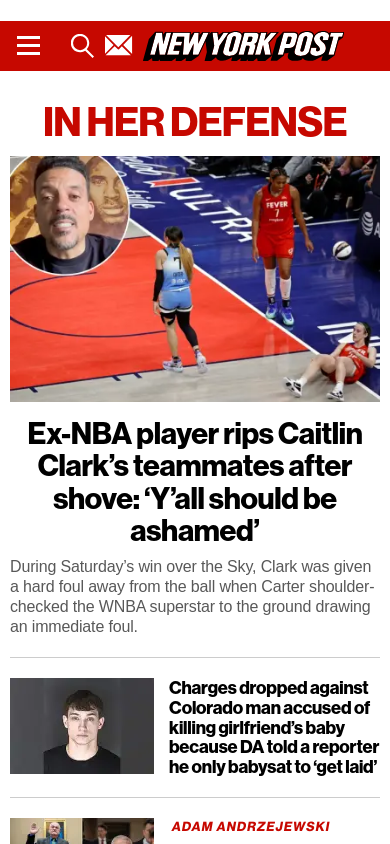 NEW YORK POST
IN HER DEFENSE
ULTRA
FEVER
7
7
Ex-NBA player rips Caitlin
Clark’s teammates after
shove: ‘Y’all should be
ashamed’
During Saturday’s win over the Sky, Clark was given
a hard foul away from the ball when Carter shoulder-
checked the WNBA superstar to the ground drawing
an immediate foul.
Charges dropped against
Colorado man accused of
killing girlfriend’s baby
because DA told a reporter
he only babysat to ‘get laid’
ADAM ANDRZEJEWSKI